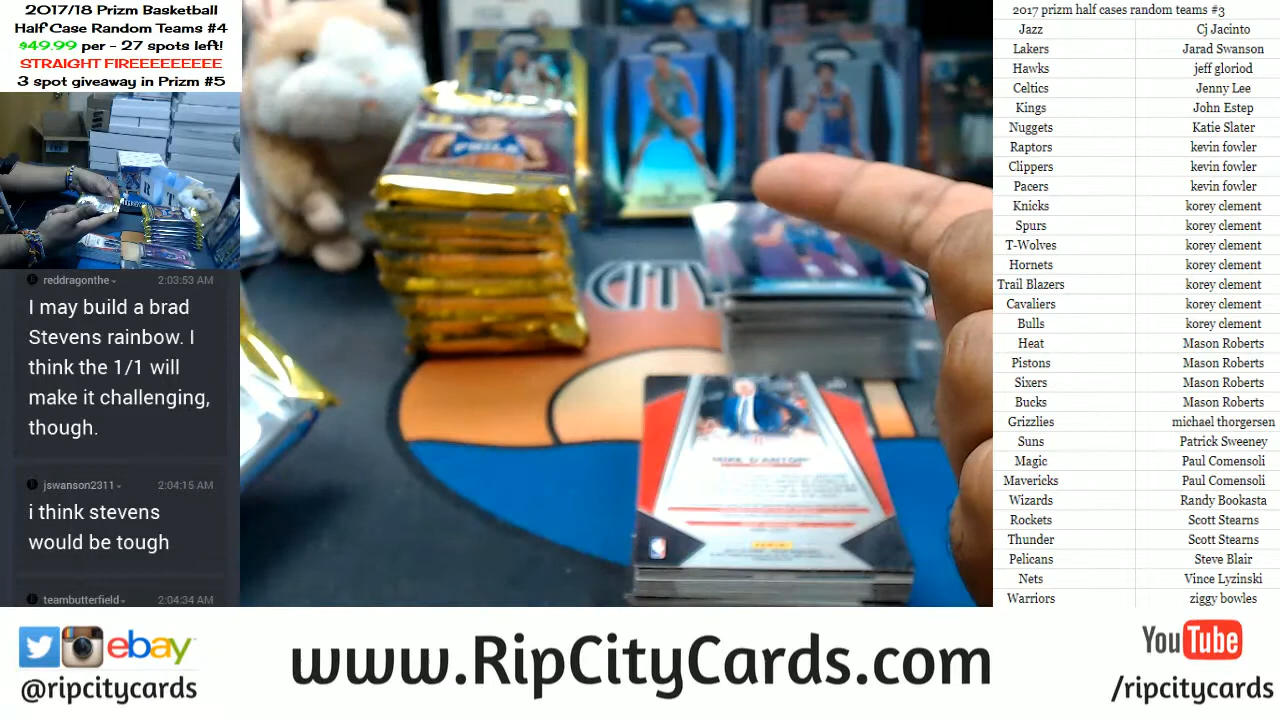 2017/18 Prizm Basketball
Half Case Random Teams #4
$49.99 per - 27 spots left!
STRAIGHT FIREEEEEEEEE
3 spot giveaway in Prizm #5
reddragonthe 2:03:53 AM
I may build a brad
Stevens rainbow. I
think the 1/1 will
make it challenging,
though.
jswanson2311 2:04:15 AM
i think stevens
would be tough
teambutterfield 2:04:34 AM
PHILA
CITY
MIKE D'ANTONI
2017 prizm half cases random teams #3
Jazz Cj Jacinto
Lakers Jarad Swanson
Hawks jeff gloriod
Celtics Jenny Lee
Kings John Estep
Nuggets Katie Slater
Raptors kevin fowler
Clippers kevin fowler
Pacers kevin fowler
Knicks korey clement
Spurs korey clement
T-Wolves korey clement
Hornets korey clement
Trail Blazers korey clement
Cavaliers korey clement
Bulls korey clement
Heat Mason Roberts
Pistons Mason Roberts
Sixers Mason Roberts
Bucks Mason Roberts
Grizzlies michael thorgersen
Suns Patrick Sweeney
Magic Paul Comensoli
Mavericks Paul Comensoli
Wizards Randy Bookasta
Rockets Scott Stearns
Thunder Scott Stearns
Pelicans Steve Blair
Nets Vince Lyzinski
Warriors ziggy bowles
ebay
@ripcitycards
www.RipCityCards.com
YouTube
/ripcitycards